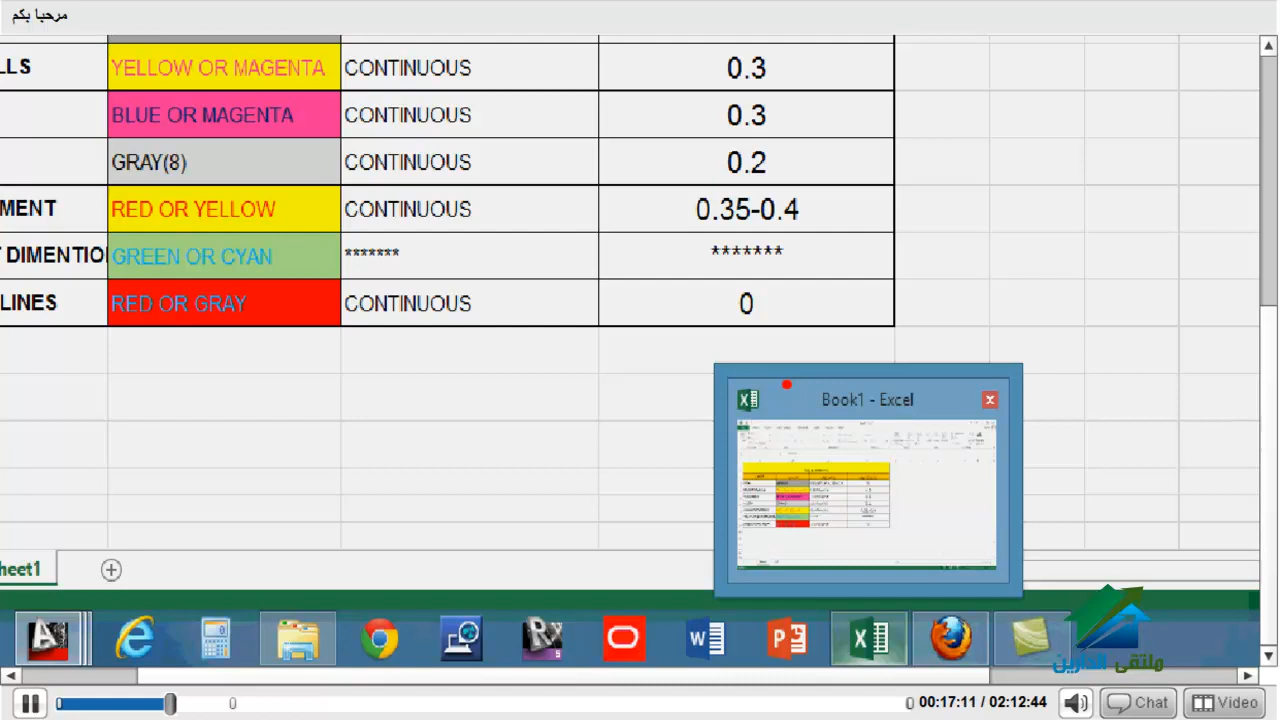 مرحبا بكم
LLS YELLOW OR MAGENTA CONTINUOUS 0.3
BLUE OR MAGENTA CONTINUOUS 0.3
GRAY(8) CONTINUOUS 0.2
MENT RED OR YELLOW CONTINUOUS 0.35-0.4
T DIMENTION GREEN OR CYAN ******* *******
LINES RED OR GRAY CONTINUOUS 0
Book1 - Excel
heet1
ملتقى الدارين
00:17:11 / 02:12:44 Chat Video